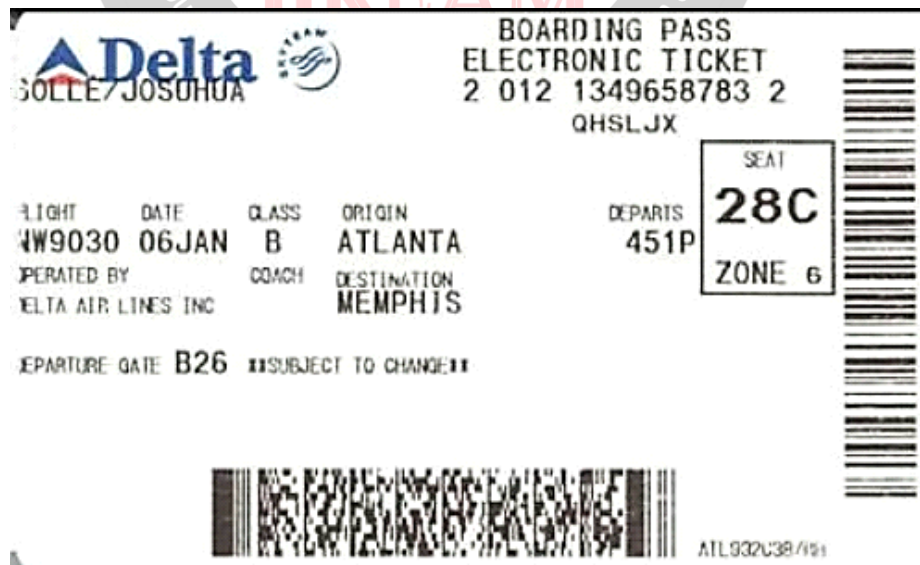 Delta SKYTEAM
SOLLE/JOSUHUA
BOARDING PASS
ELECTRONIC TICKET
2 012 1349658783 2
QHSLJX
SEAT
28C
ZONE 6
FLIGHT DATE CLASS ORIGIN DEPARTS
NW9030 06JAN B ATLANTA 451P
OPERATED BY COACH DESTINATION
DELTA AIR LINES INC MEMPHIS
DEPARTURE GATE B26 **SUBJECT TO CHANGE**